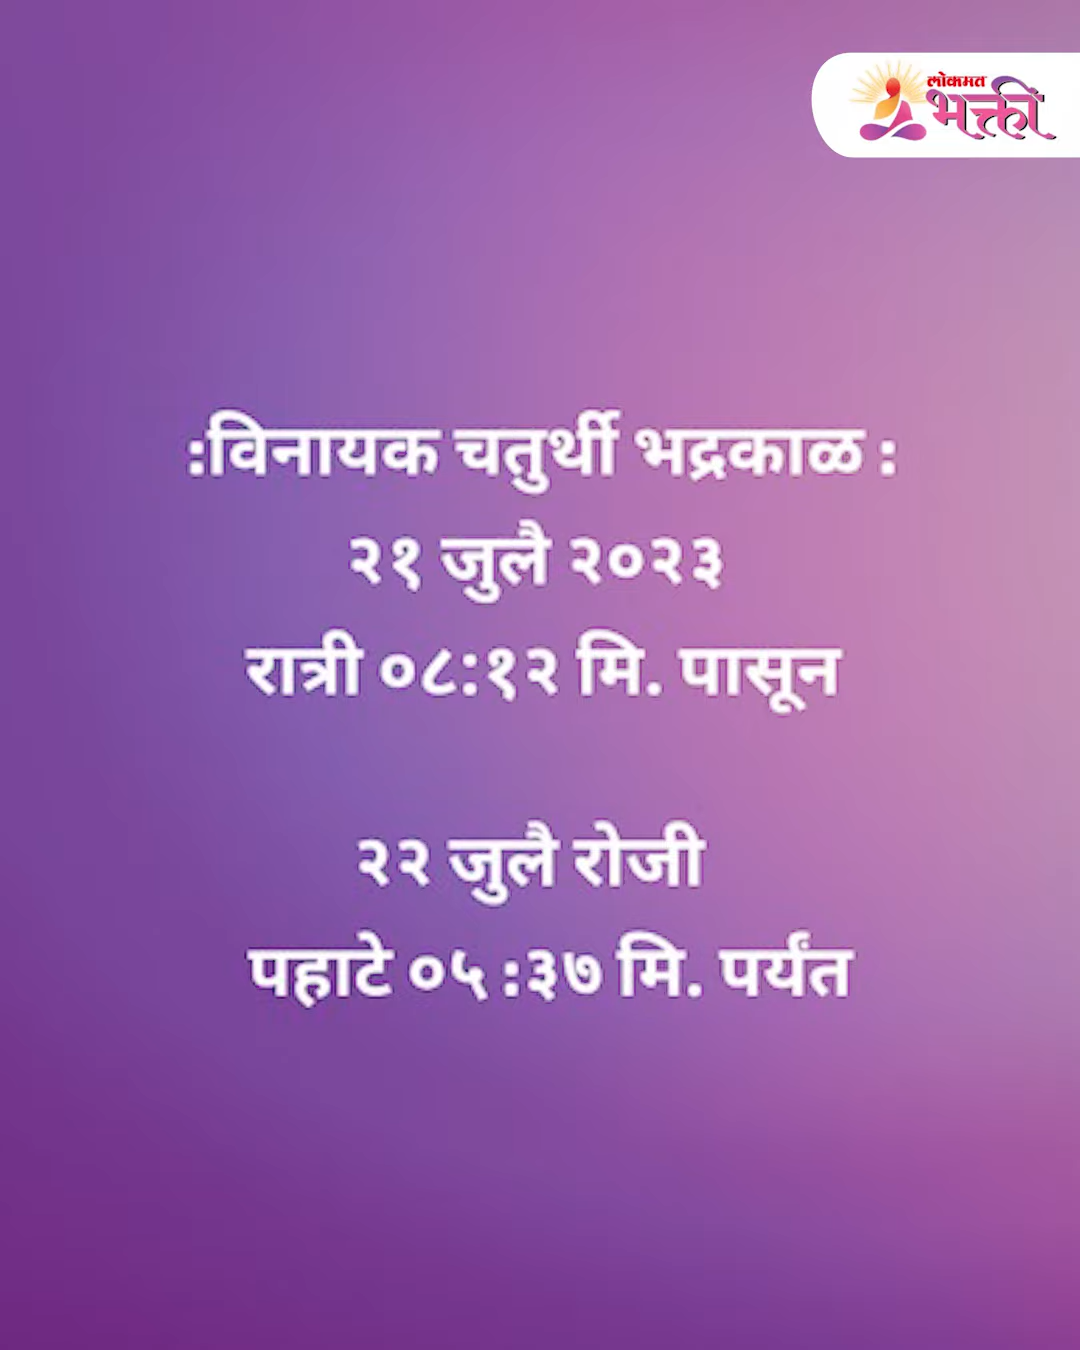 लोकमत
भक्ती
:विनायक चतुर्थी भद्रकाळ :
२१ जुलै २०२३
रात्री ०८:१२ मि. पासून
२२ जुलै रोजी
पहाटे ०५ :३७ मि. पर्यंत